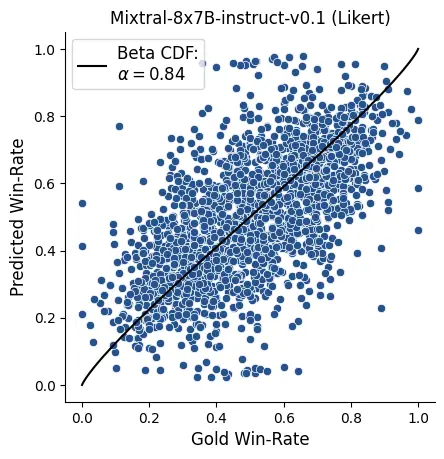 Mixtral-8x7B-instruct-v0.1 (Likert)
Beta CDF:
α = 0.84
1.0
0.8
0.6
0.4
0.2
0.0
Predicted Win-Rate
0.0 0.2 0.4 0.6 0.8 1.0
Gold Win-Rate